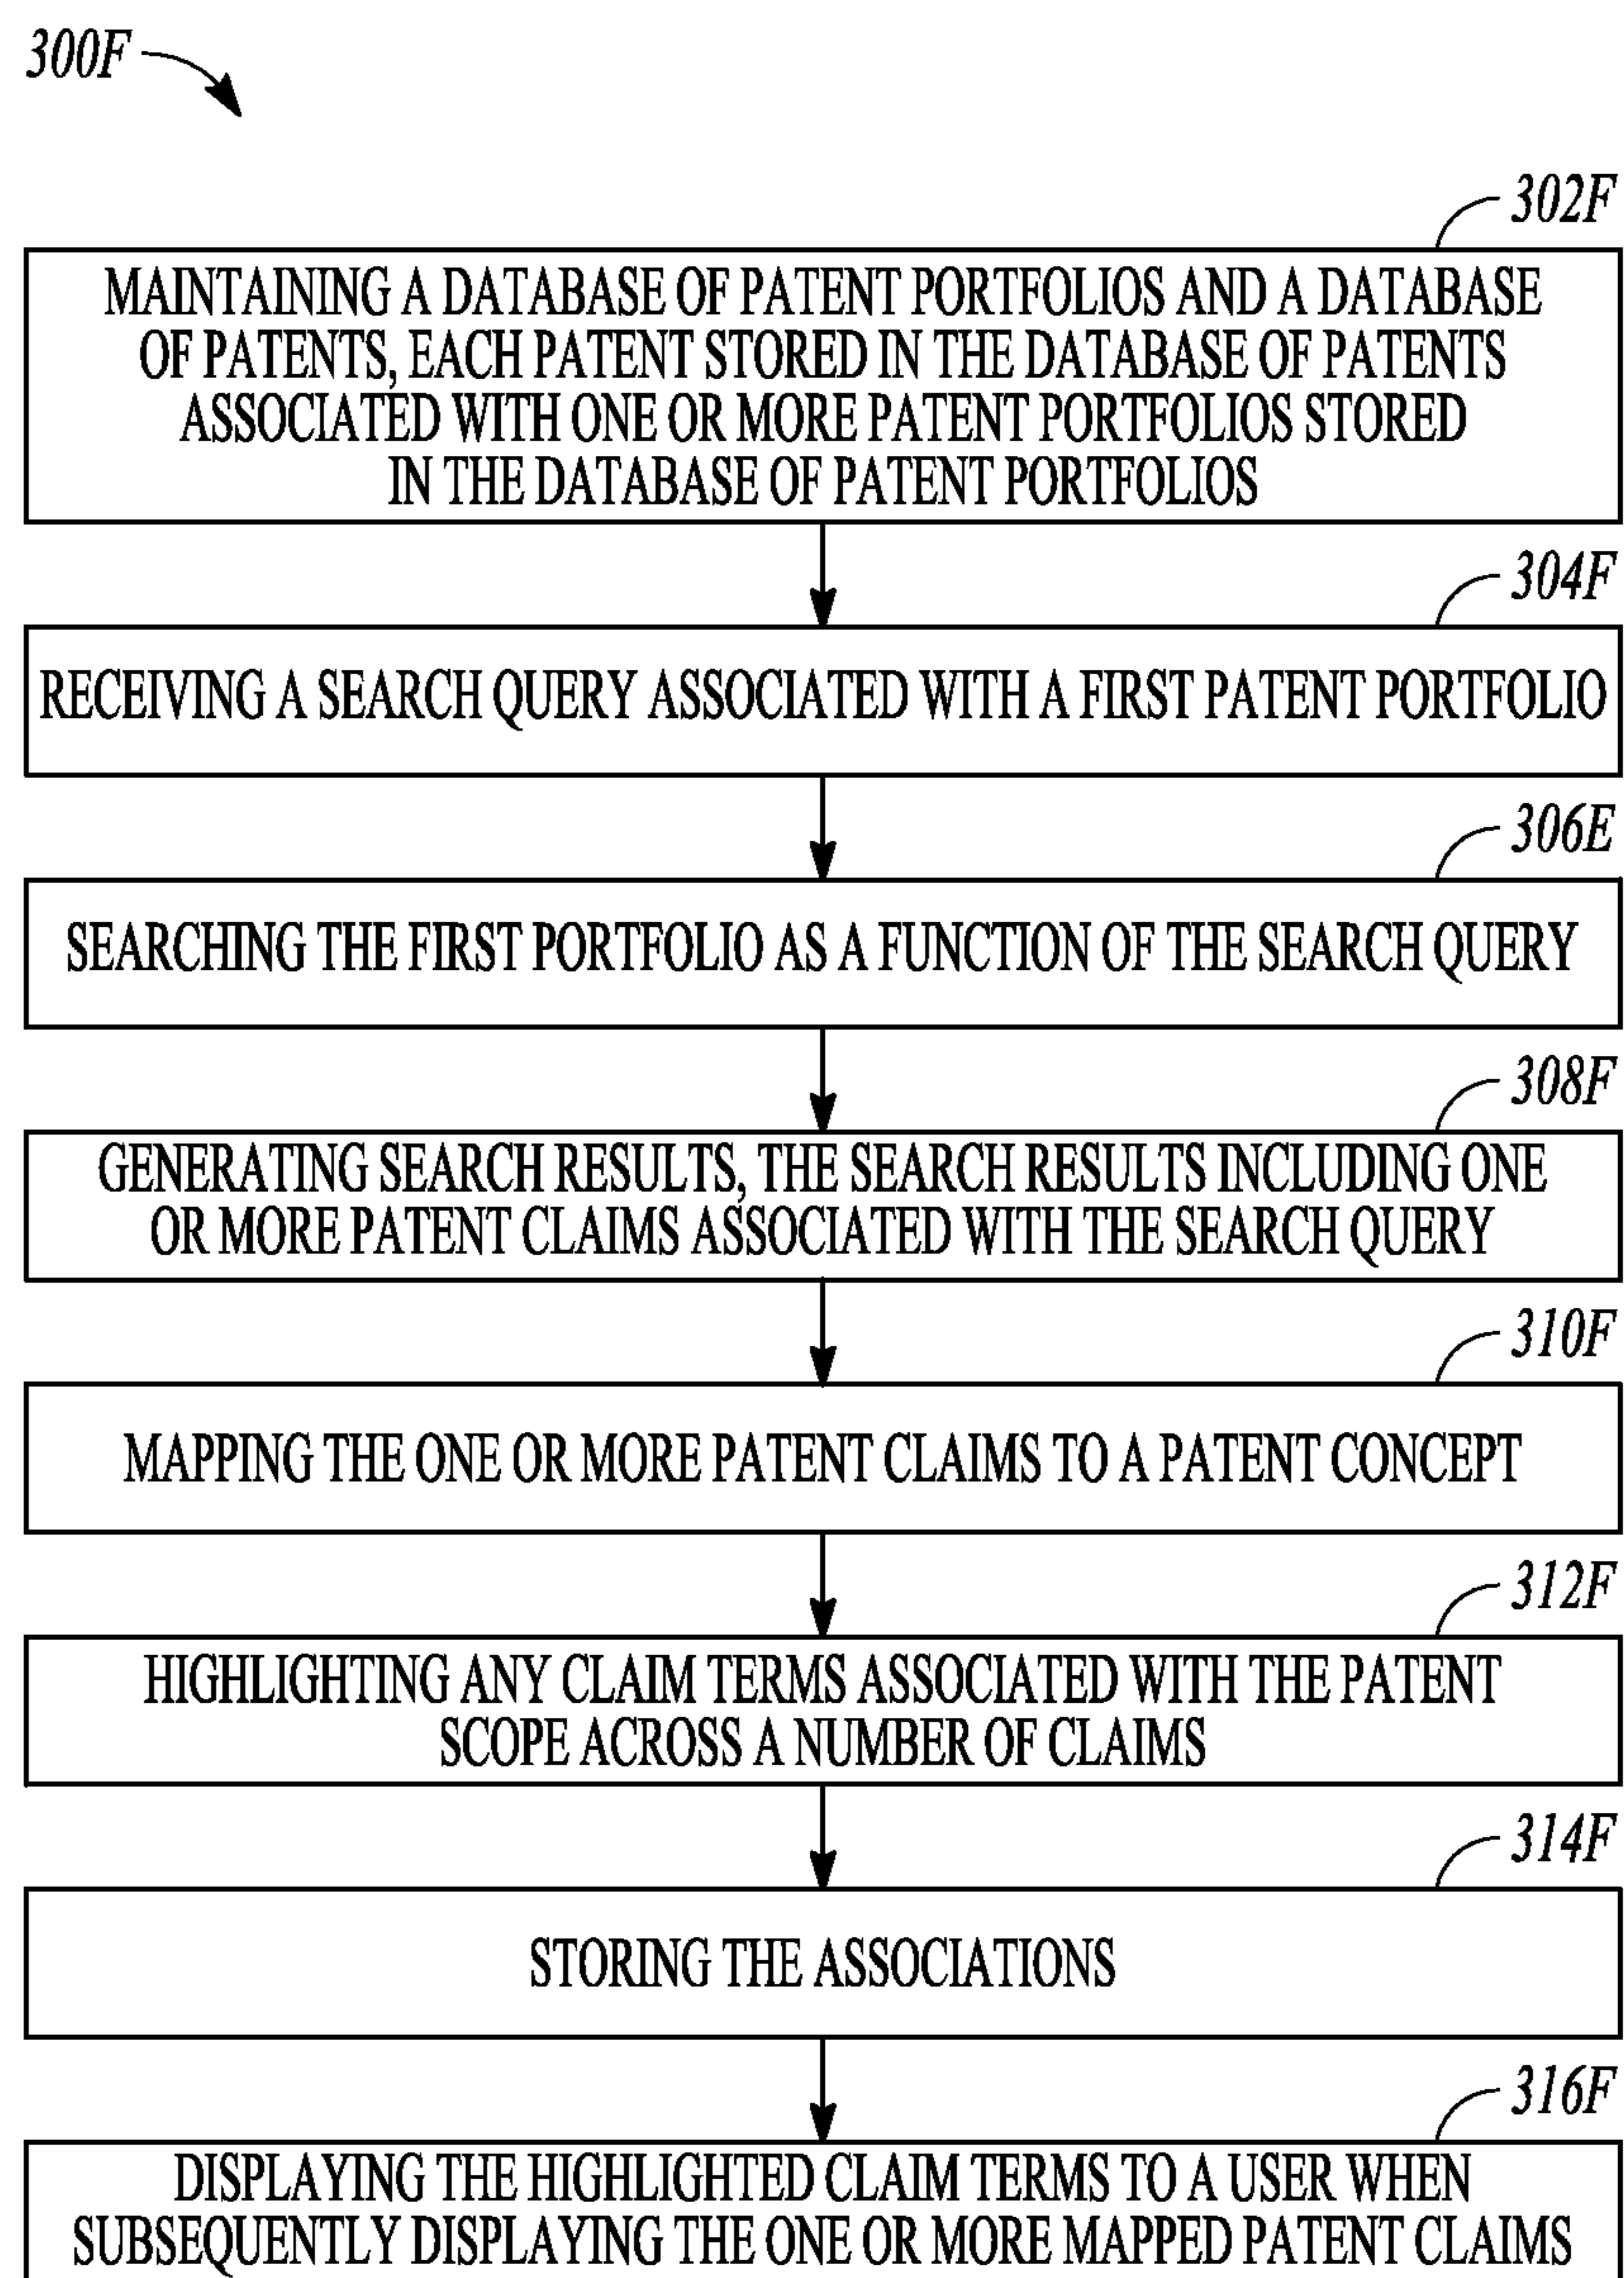 300F
302F
MAINTAINING A DATABASE OF PATENT PORTFOLIOS AND A DATABASE
OF PATENTS, EACH PATENT STORED IN THE DATABASE OF PATENTS
ASSOCIATED WITH ONE OR MORE PATENT PORTFOLIOS STORED
IN THE DATABASE OF PATENT PORTFOLIOS
304F
RECEIVING A SEARCH QUERY ASSOCIATED WITH A FIRST PATENT PORTFOLIO
306E
SEARCHING THE FIRST PORTFOLIO AS A FUNCTION OF THE SEARCH QUERY
308F
GENERATING SEARCH RESULTS, THE SEARCH RESULTS INCLUDING ONE
OR MORE PATENT CLAIMS ASSOCIATED WITH THE SEARCH QUERY
310F
MAPPING THE ONE OR MORE PATENT CLAIMS TO A PATENT CONCEPT
312F
HIGHLIGHTING ANY CLAIM TERMS ASSOCIATED WITH THE PATENT
SCOPE ACROSS A NUMBER OF CLAIMS
314F
STORING THE ASSOCIATIONS
316F
DISPLAYING THE HIGHLIGHTED CLAIM TERMS TO A USER WHEN
SUBSEQUENTLY DISPLAYING THE ONE OR MORE MAPPED PATENT CLAIMS